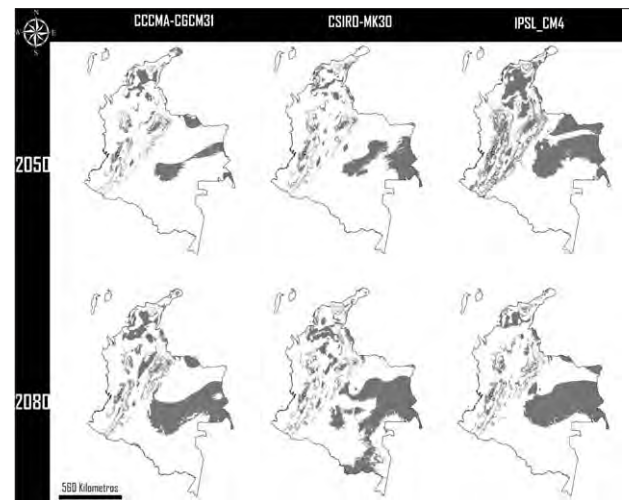 N
W E
S
CCCMA-CGCM31 CSIRO-MK30 IPSL_CM4
2050
2080
560 Kilometros